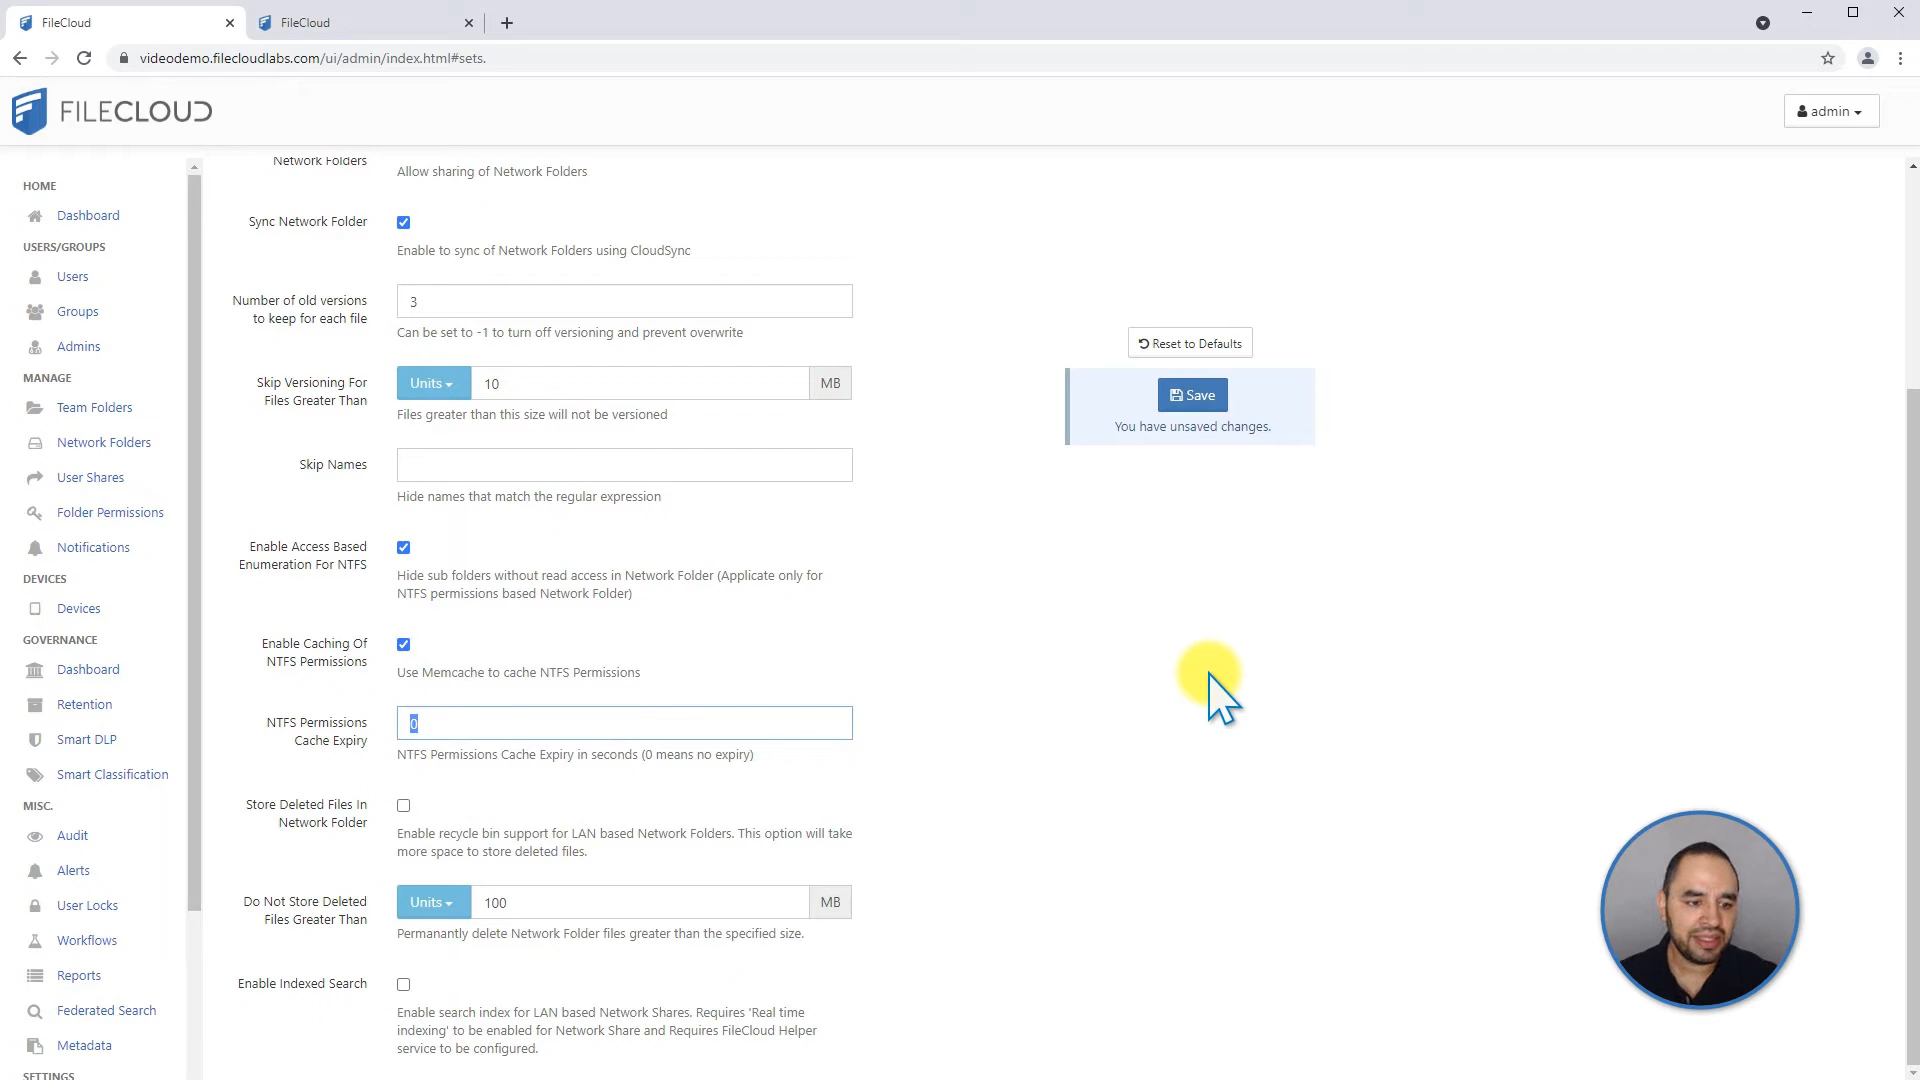 FileCloud
FileCloud
videodemo.filecloudlabs.com/ui/admin/index.html#sets.
FILECLOUD
admin
HOME
Dashboard
USERS/GROUPS
Users
Groups
Admins
MANAGE
Team Folders
Network Folders
User Shares
Folder Permissions
Notifications
DEVICES
Devices
GOVERNANCE
Dashboard
Retention
Smart DLP
Smart Classification
MISC.
Audit
Alerts
User Locks
Workflows
Reports
Federated Search
Metadata
SETTINGS
Network Folders
Allow sharing of Network Folders
Sync Network Folder
Enable to sync of Network Folders using CloudSync
Number of old versions
to keep for each file
3
Can be set to -1 to turn off versioning and prevent overwrite
Skip Versioning For
Files Greater Than
Units
10
MB
Files greater than this size will not be versioned
Skip Names
Hide names that match the regular expression
Enable Access Based
Enumeration For NTFS
Hide sub folders without read access in Network Folder (Applicate only for
NTFS permissions based Network Folder)
Enable Caching Of
NTFS Permissions
Use Memcache to cache NTFS Permissions
NTFS Permissions
Cache Expiry
0
NTFS Permissions Cache Expiry in seconds (0 means no expiry)
Store Deleted Files In
Network Folder
Enable recycle bin support for LAN based Network Folders. This option will take
more space to store deleted files.
Do Not Store Deleted
Files Greater Than
Units
100
MB
Permanantly delete Network Folder files greater than the specified size.
Enable Indexed Search
Enable search index for LAN based Network Shares. Requires 'Real time
indexing' to be enabled for Network Share and Requires FileCloud Helper
service to be configured.
Reset to Defaults
Save
You have unsaved changes.